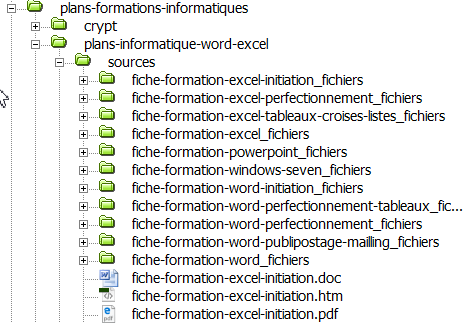 plans-formations-informatiques
crypt
plans-informatique-word-excel
sources
fiche-formation-excel-initiation_fichiers
fiche-formation-excel-perfectionnement_fichiers
fiche-formation-excel-tableaux-croises-listes_fichiers
fiche-formation-excel_fichiers
fiche-formation-powerpoint_fichiers
fiche-formation-windows-seven_fichiers
fiche-formation-word-initiation_fichiers
fiche-formation-word-perfectionnement-tableaux_fic...
fiche-formation-word-perfectionnement_fichiers
fiche-formation-word-publipostage-mailling_fichiers
fiche-formation-word_fichiers
fiche-formation-excel-initiation.doc
fiche-formation-excel-initiation.htm
fiche-formation-excel-initiation.pdf